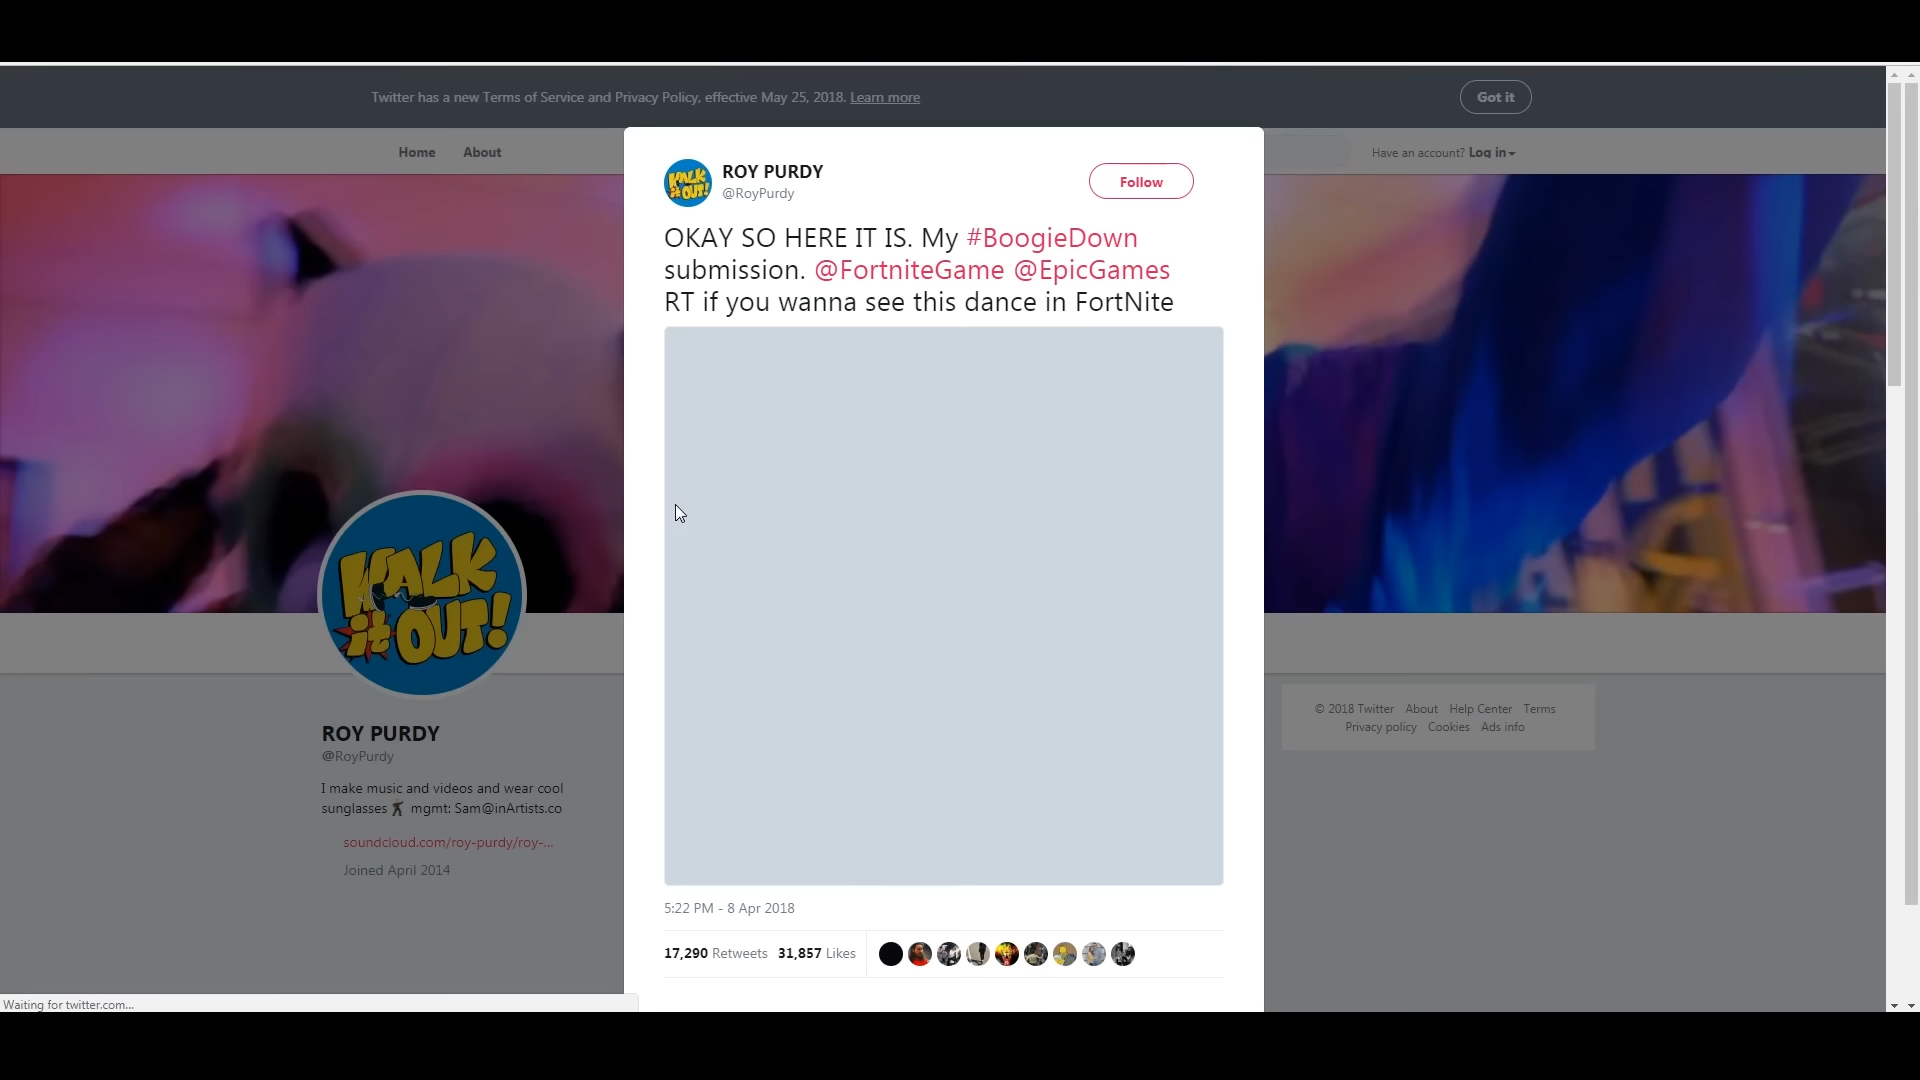 Twitter has a new Terms of Service and Privacy Policy, effective May 25, 2018. Learn more
Got it
Home About
Have an account? Log in
ROY PURDY
@RoyPurdy
Follow
OKAY SO HERE IT IS. My #BoogieDown
submission. @FortniteGame @EpicGames
RT if you wanna see this dance in FortNite
5:22 PM - 8 Apr 2018
17,290 Retweets 31,857 Likes
WALK
it OUT!
WALK
it OUT!
ROY PURDY
@RoyPurdy
I make music and videos and wear cool
sunglasses mgmt: Sam@inArtists.co
soundcloud.com/roy-purdy/roy-...
Joined April 2014
© 2018 Twitter About Help Center Terms
Privacy policy Cookies Ads info
Waiting for twitter.com...